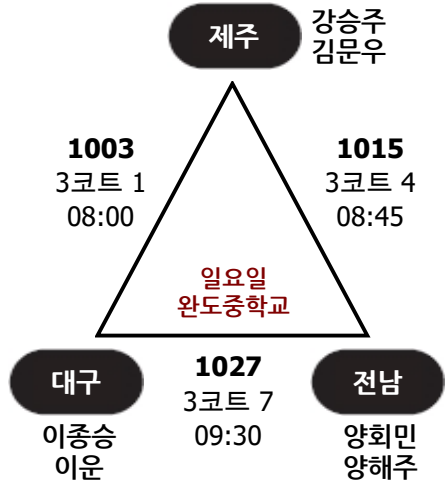 제주
강승주
김문우
1003
3코트 1
08:00
1015
3코트 4
08:45
일요일
완도중학교
대구
이종승
이운
1027
3코트 7
09:30
전남
양회민
양해주